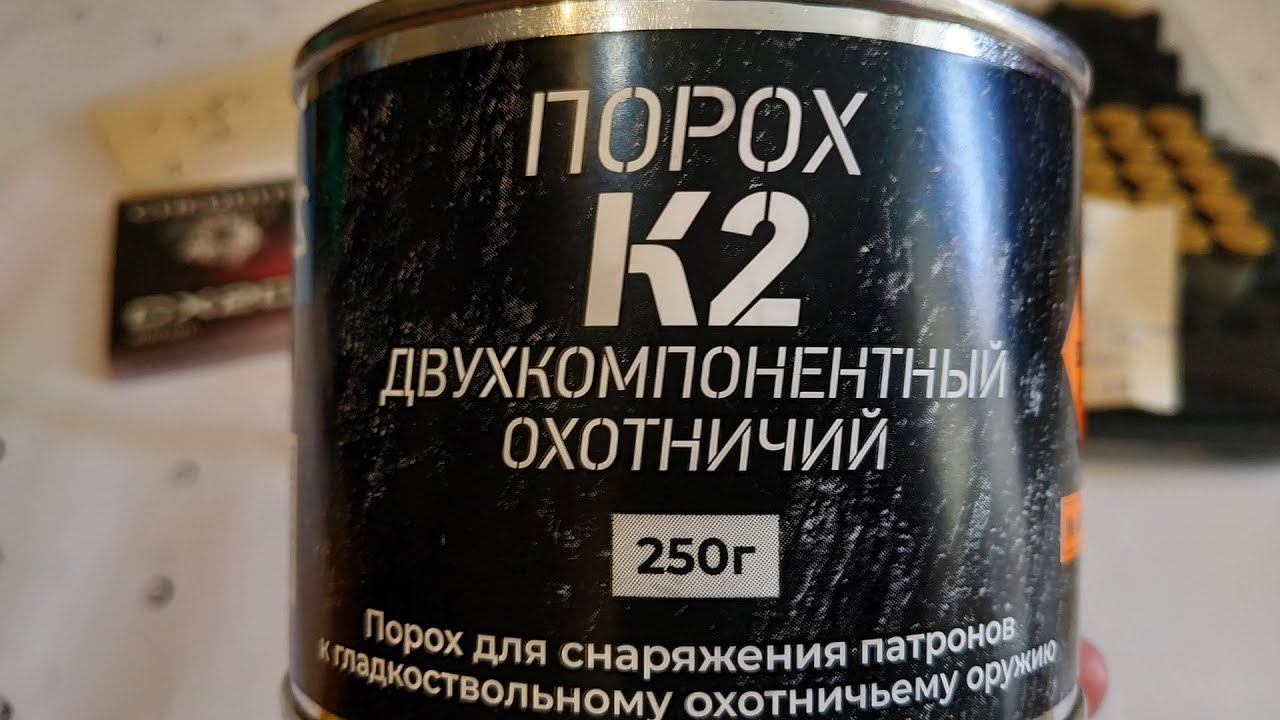 ПОРОХ
К2
ДВУХКОМПОНЕНТНЫЙ
ОХОТНИЧИЙ
250г
Порох для снаряжения патронов
к гладкоствольному охотничьему оружию